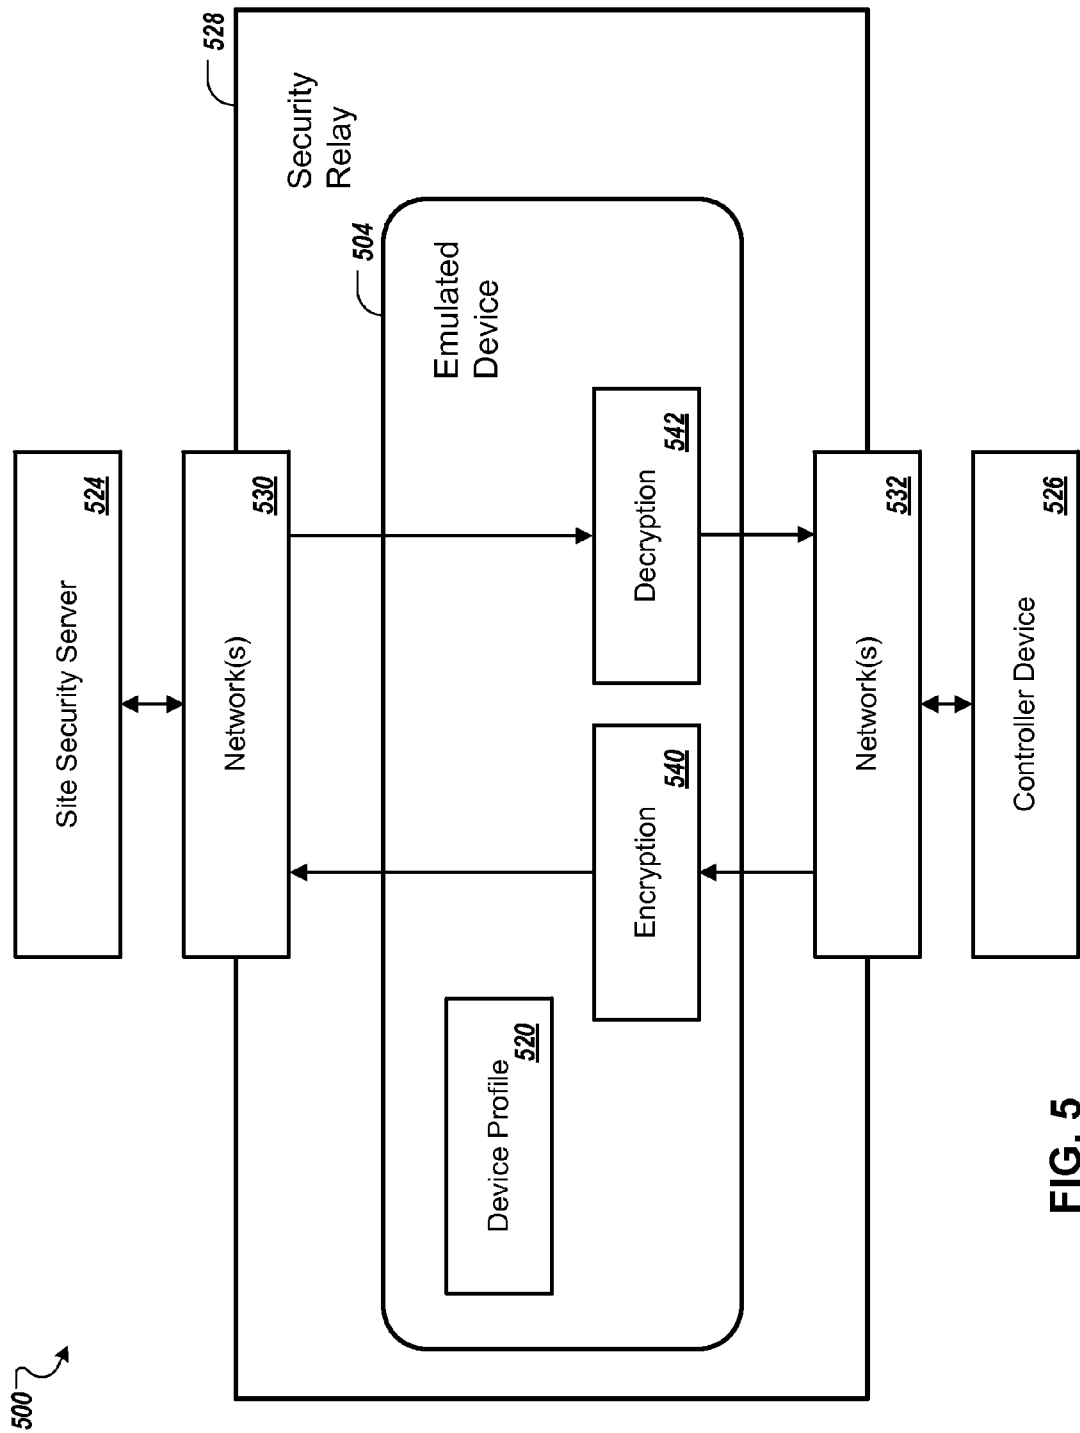 500
528
Security
Relay
504
Emulated
Device
Site Security Server
524
Network(s)
530
Device Profile
520
Encryption
540
Decryption
542
Network(s)
532
Controller Device
526
FIG. 5